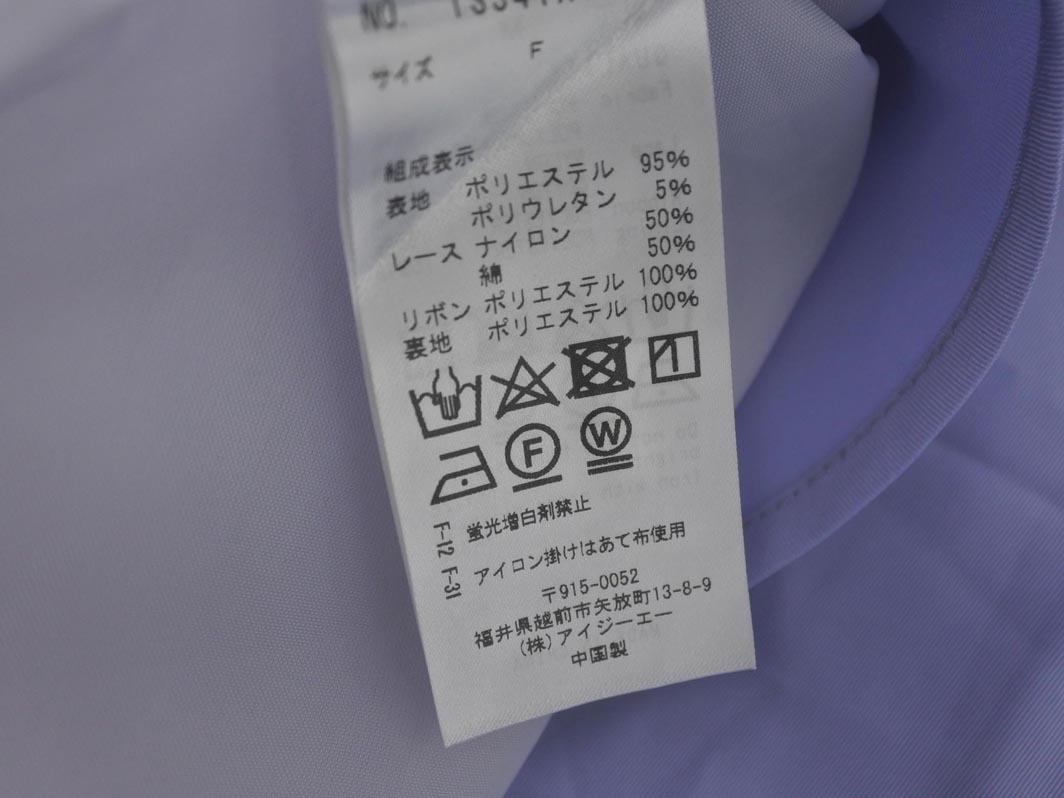 NO.
サイズ F
組成表示
表地 ポリエステル 95%
ポリウレタン 5%
レース ナイロン 50%
綿 50%
リボン ポリエステル 100%
裏地 ポリエステル 100%
F W
F-12 F-31
蛍光増白剤禁止
アイロン掛けはあて布使用
〒915-0052
福井県越前市矢放町13-8-9
(株)アイジーエー
中国製